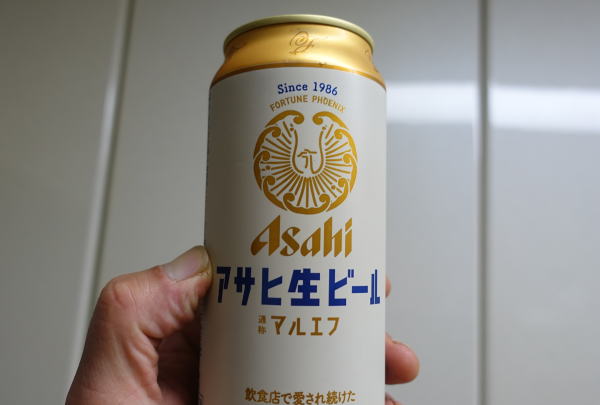 Since 1986
FORTUNE PHOENIX
Asahi
アサヒ生ビール
通称 マルエフ
飲食店で愛され続けた